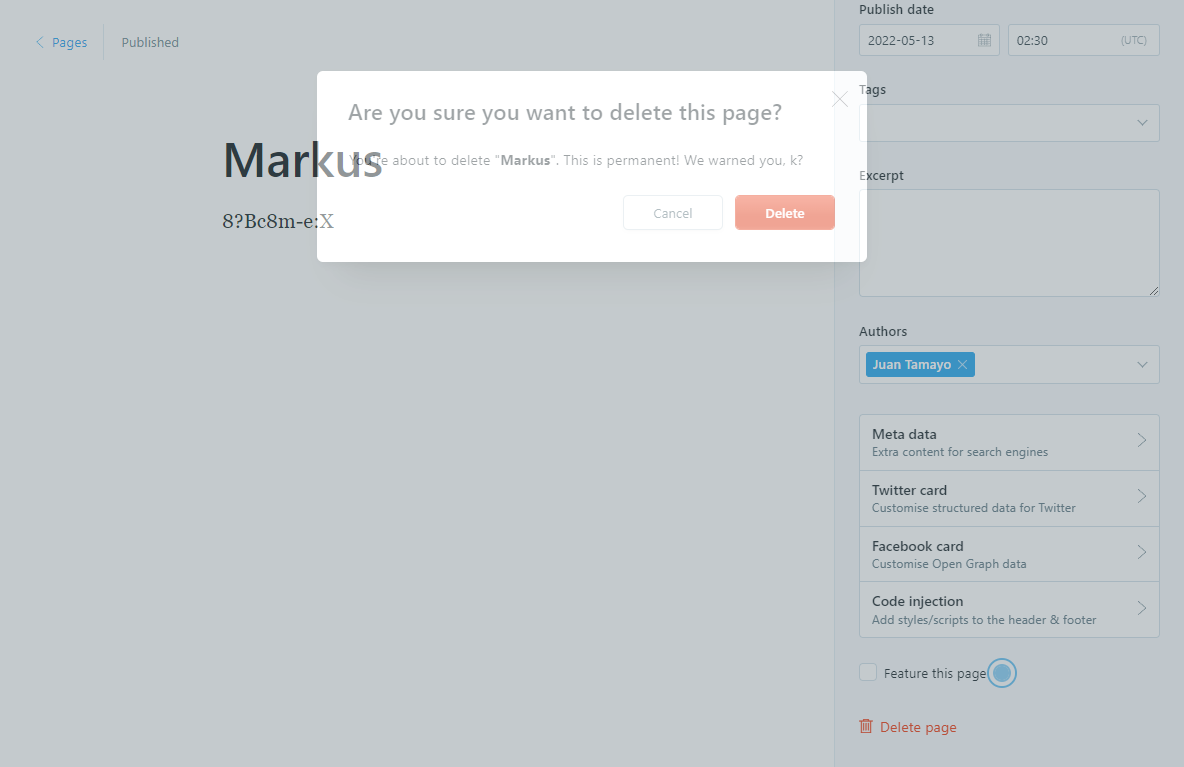 Pages
Published
Are you sure you want to delete this page?
You're about to delete "Markus". This is permanent! We warned you, k?
Cancel
Delete
Markus
8?Bc8m-e:X
Publish date
2022-05-13
02:30 (UTC)
Tags
Excerpt
Authors
Juan Tamayo
Meta data
Extra content for search engines
Twitter card
Customise structured data for Twitter
Facebook card
Customise Open Graph data
Code injection
Add styles/scripts to the header & footer
Feature this page
Delete page